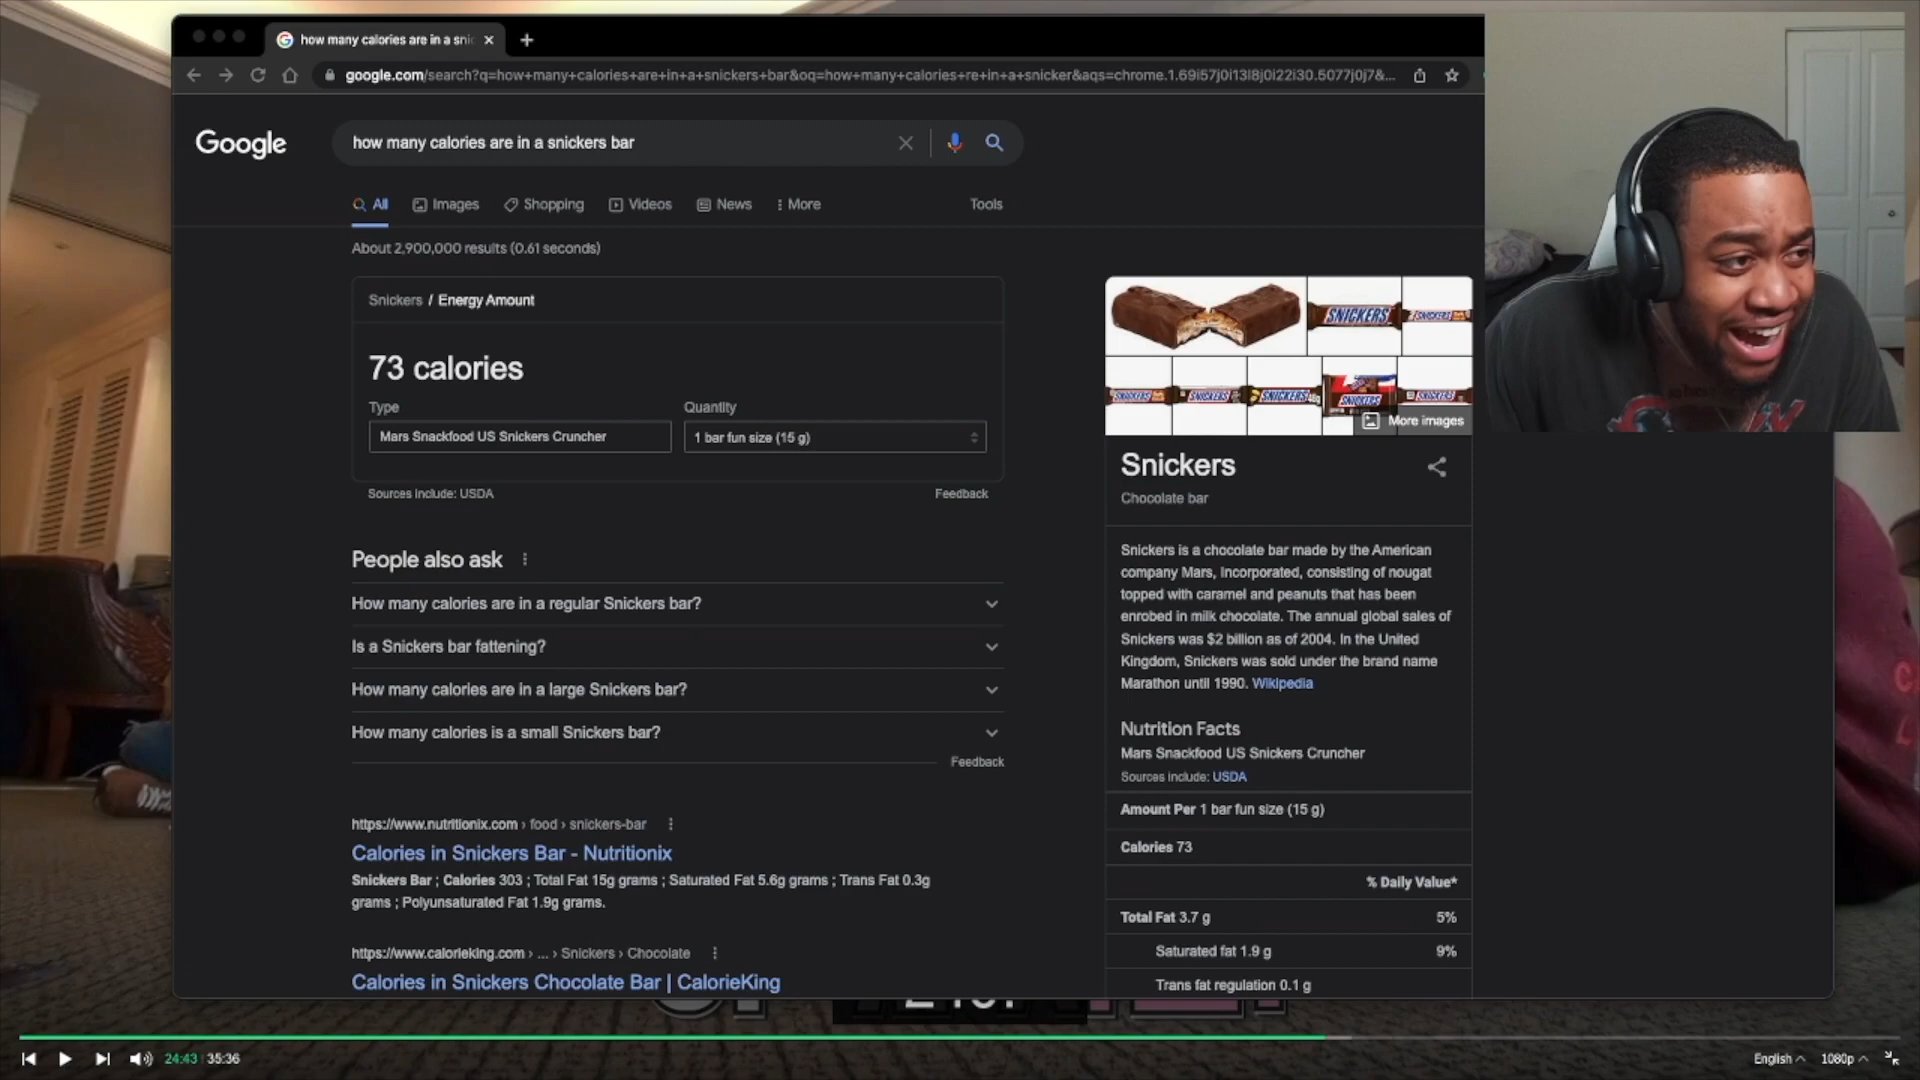 how many calories are in a sni
google.com/search?q=how+many+calories+are+in+a+snickers+bar&oq=how+many+calories+re+in+a+snicker&aqs=chrome.1.69i57j0i13l8j0i22i30.5077j0j7&...
Google
how many calories are in a snickers bar
All Images Shopping Videos News More Tools
About 2,900,000 results (0.61 seconds)
Snickers / Energy Amount
73 calories
Type Quantity
Mars Snackfood US Snickers Cruncher 1 bar fun size (15 g)
Sources include: USDA Feedback
People also ask
How many calories are in a regular Snickers bar?
Is a Snickers bar fattening?
How many calories are in a large Snickers bar?
How many calories is a small Snickers bar?
Feedback
https://www.nutritionix.com › food › snickers-bar
Calories in Snickers Bar - Nutritionix
Snickers Bar ; Calories 303 ; Total Fat 15g grams ; Saturated Fat 5.6g grams ; Trans Fat 0.3g
grams ; Polyunsaturated Fat 1.9g grams.
https://www.calorieking.com › ... › Snickers › Chocolate
Calories in Snickers Chocolate Bar | CalorieKing
SNICKERS SNICKERS
SNICKERS SNICKERS SNICKERS SNICKERS SNICKERS
More images
Snickers
Chocolate bar
Snickers is a chocolate bar made by the American
company Mars, Incorporated, consisting of nougat
topped with caramel and peanuts that has been
enrobed in milk chocolate. The annual global sales of
Snickers was $2 billion as of 2004. In the United
Kingdom, Snickers was sold under the brand name
Marathon until 1990. Wikipedia
Nutrition Facts
Mars Snackfood US Snickers Cruncher
Sources include: USDA
Amount Per 1 bar fun size (15 g)
Calories 73
% Daily Value*
Total Fat 3.7 g 5%
Saturated fat 1.9 g 9%
Trans fat regulation 0.1 g
24:43 35:36 English 1080p